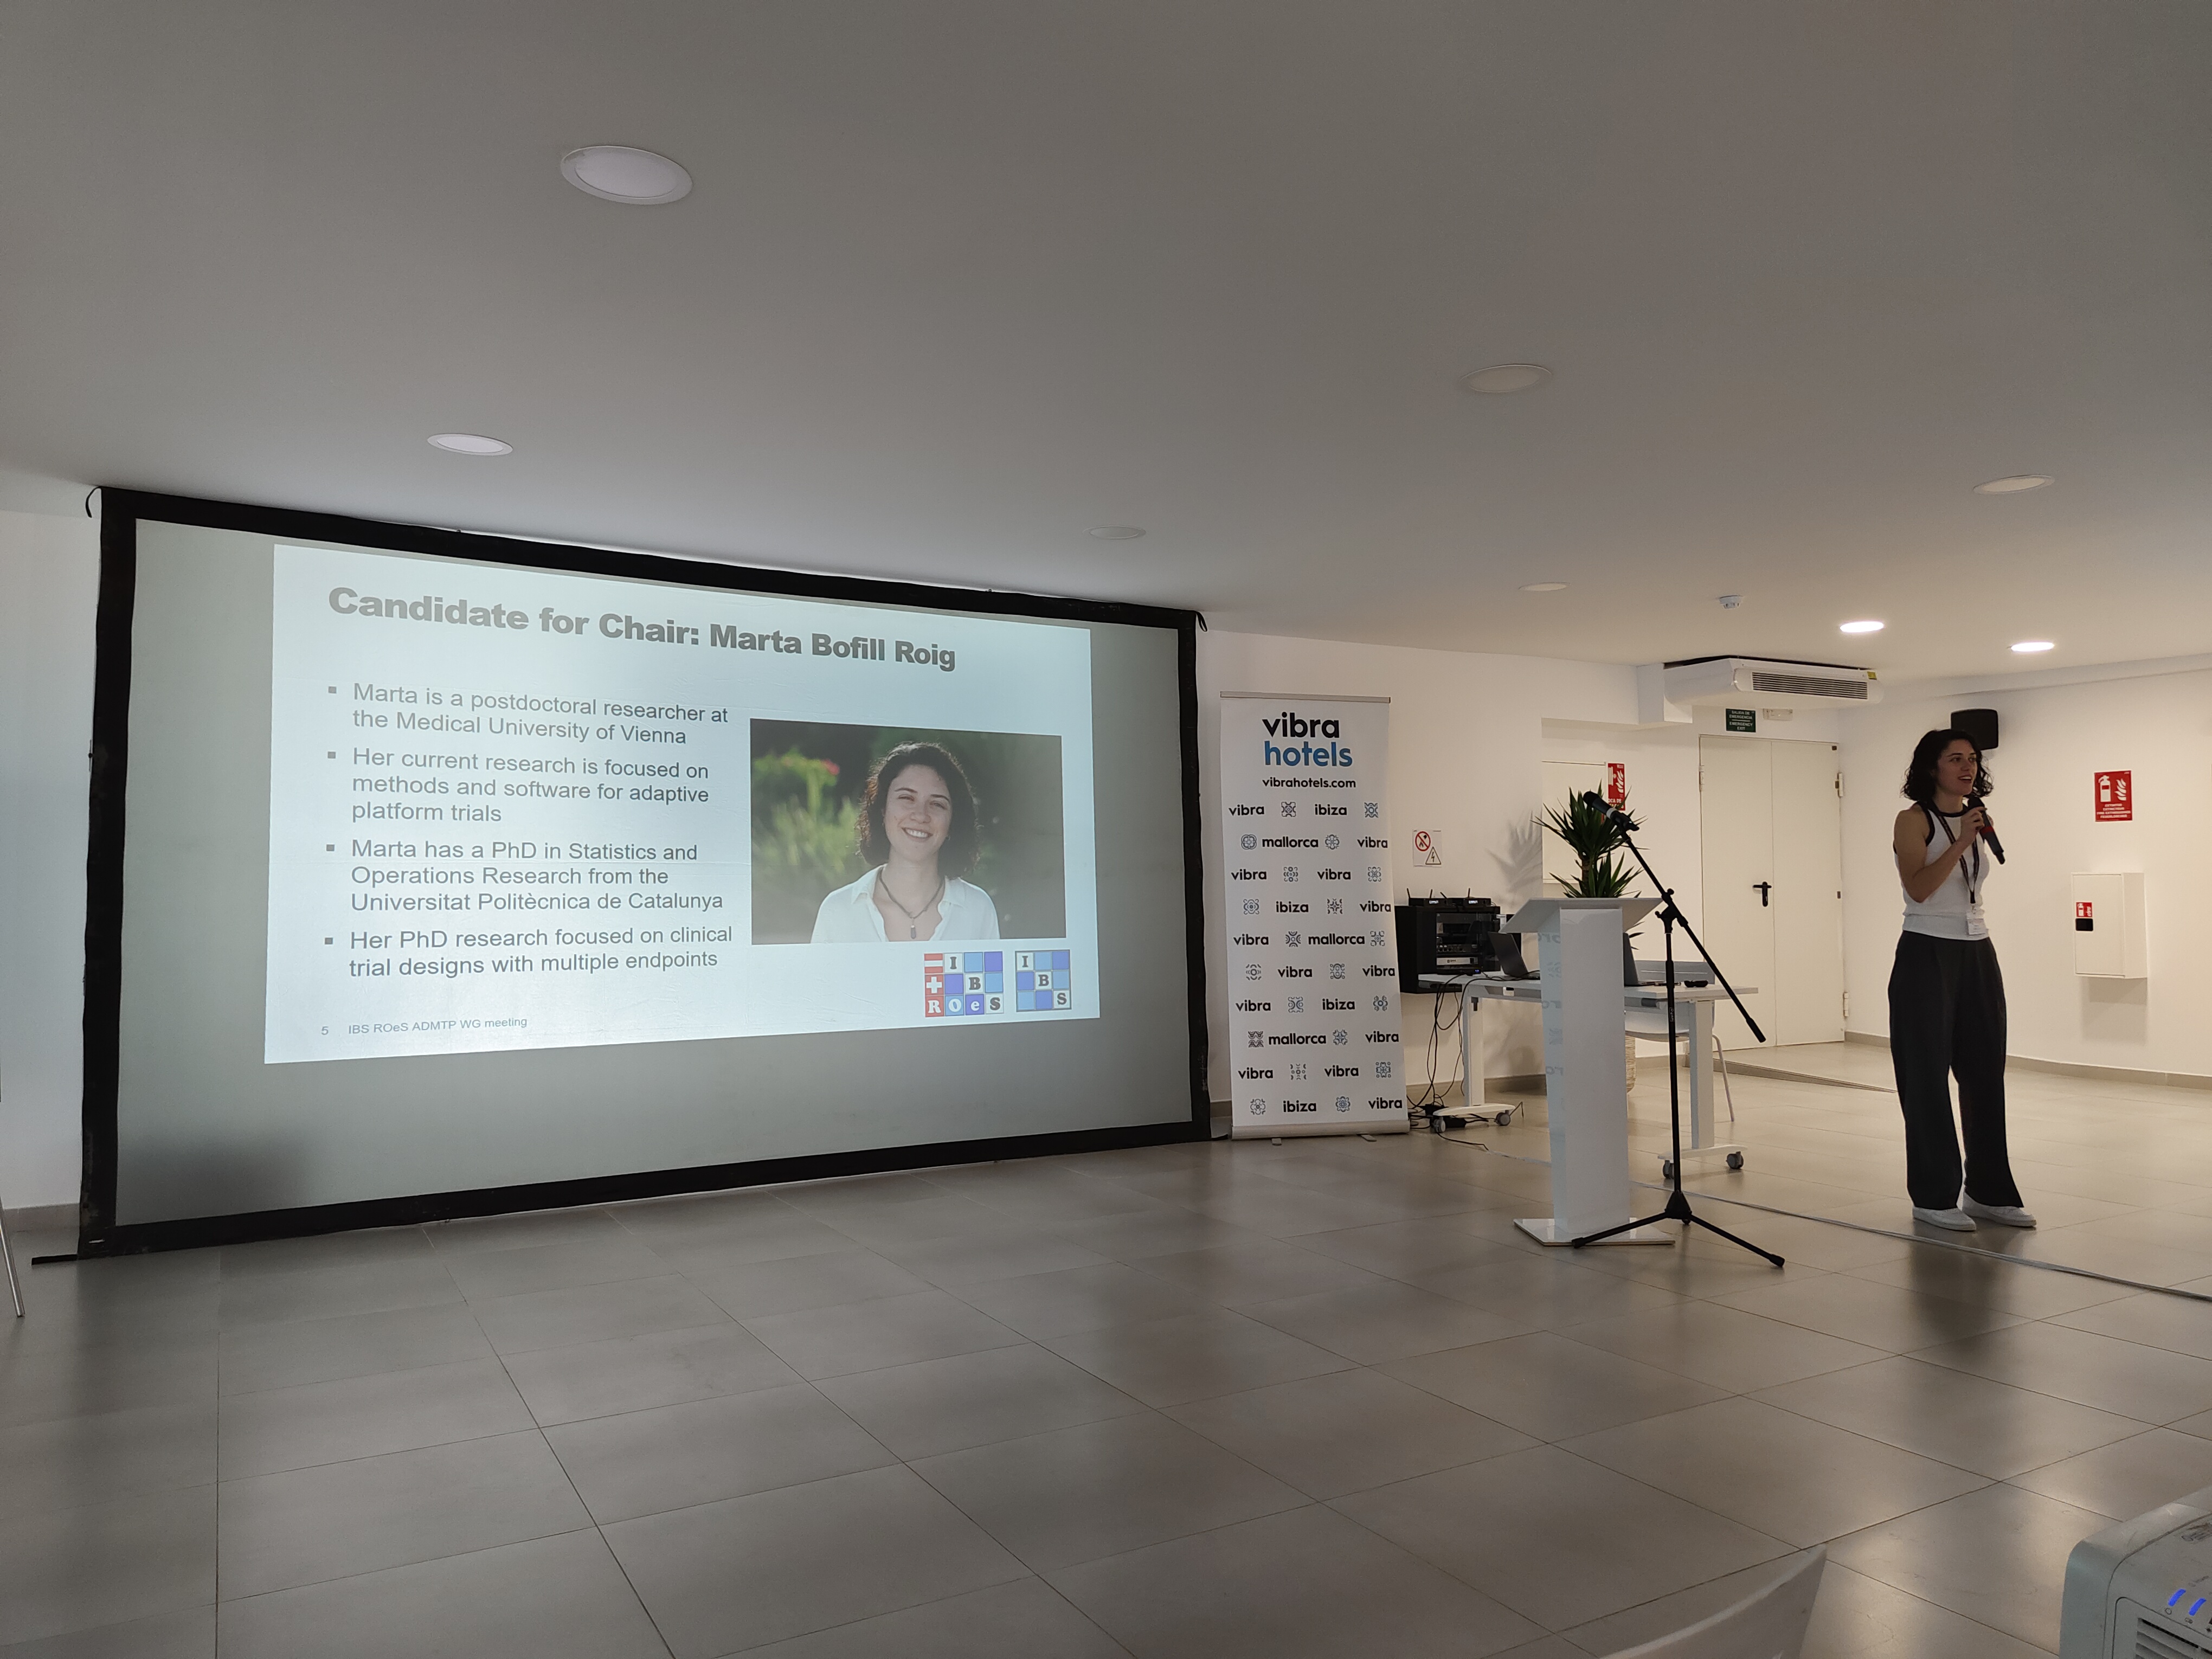 Candidate for Chair: Marta Bofill Roig
▪ Marta is a postdoctoral researcher at
the Medical University of Vienna
▪ Her current research is focused on
methods and software for adaptive
platform trials
▪ Marta has a PhD in Statistics and
Operations Research from the
Universitat Politècnica de Catalunya
▪ Her PhD research focused on clinical
trial designs with multiple endpoints
I
B
ROeS
I
B
S
5 IBS ROeS ADMTP WG meeting
vibra
hotels
vibrahotels.com
vibra ibiza
mallorca vibra
vibra vibra
ibiza vibra
vibra mallorca
vibra vibra
vibra ibiza
mallorca vibra
vibra vibra
ibiza vibra